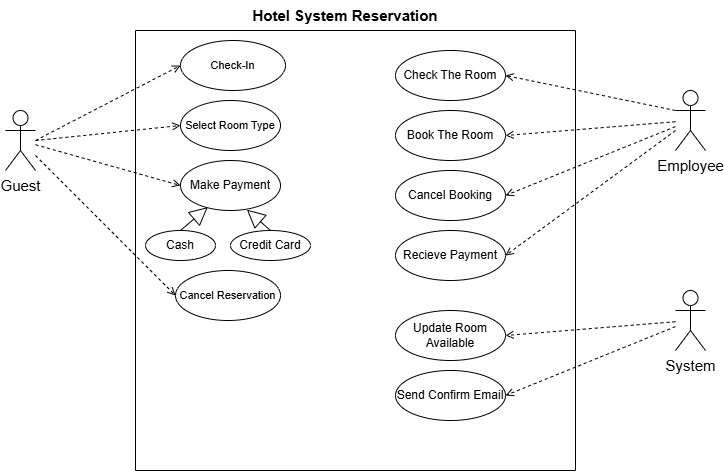 Hotel System Reservation
Check-In
Select Room Type
Make Payment
Cash
Credit Card
Cancel Reservation
Guest
Check The Room
Book The Room
Cancel Booking
Recieve Payment
Update Room
Available
Send Confirm Email
Employee
System